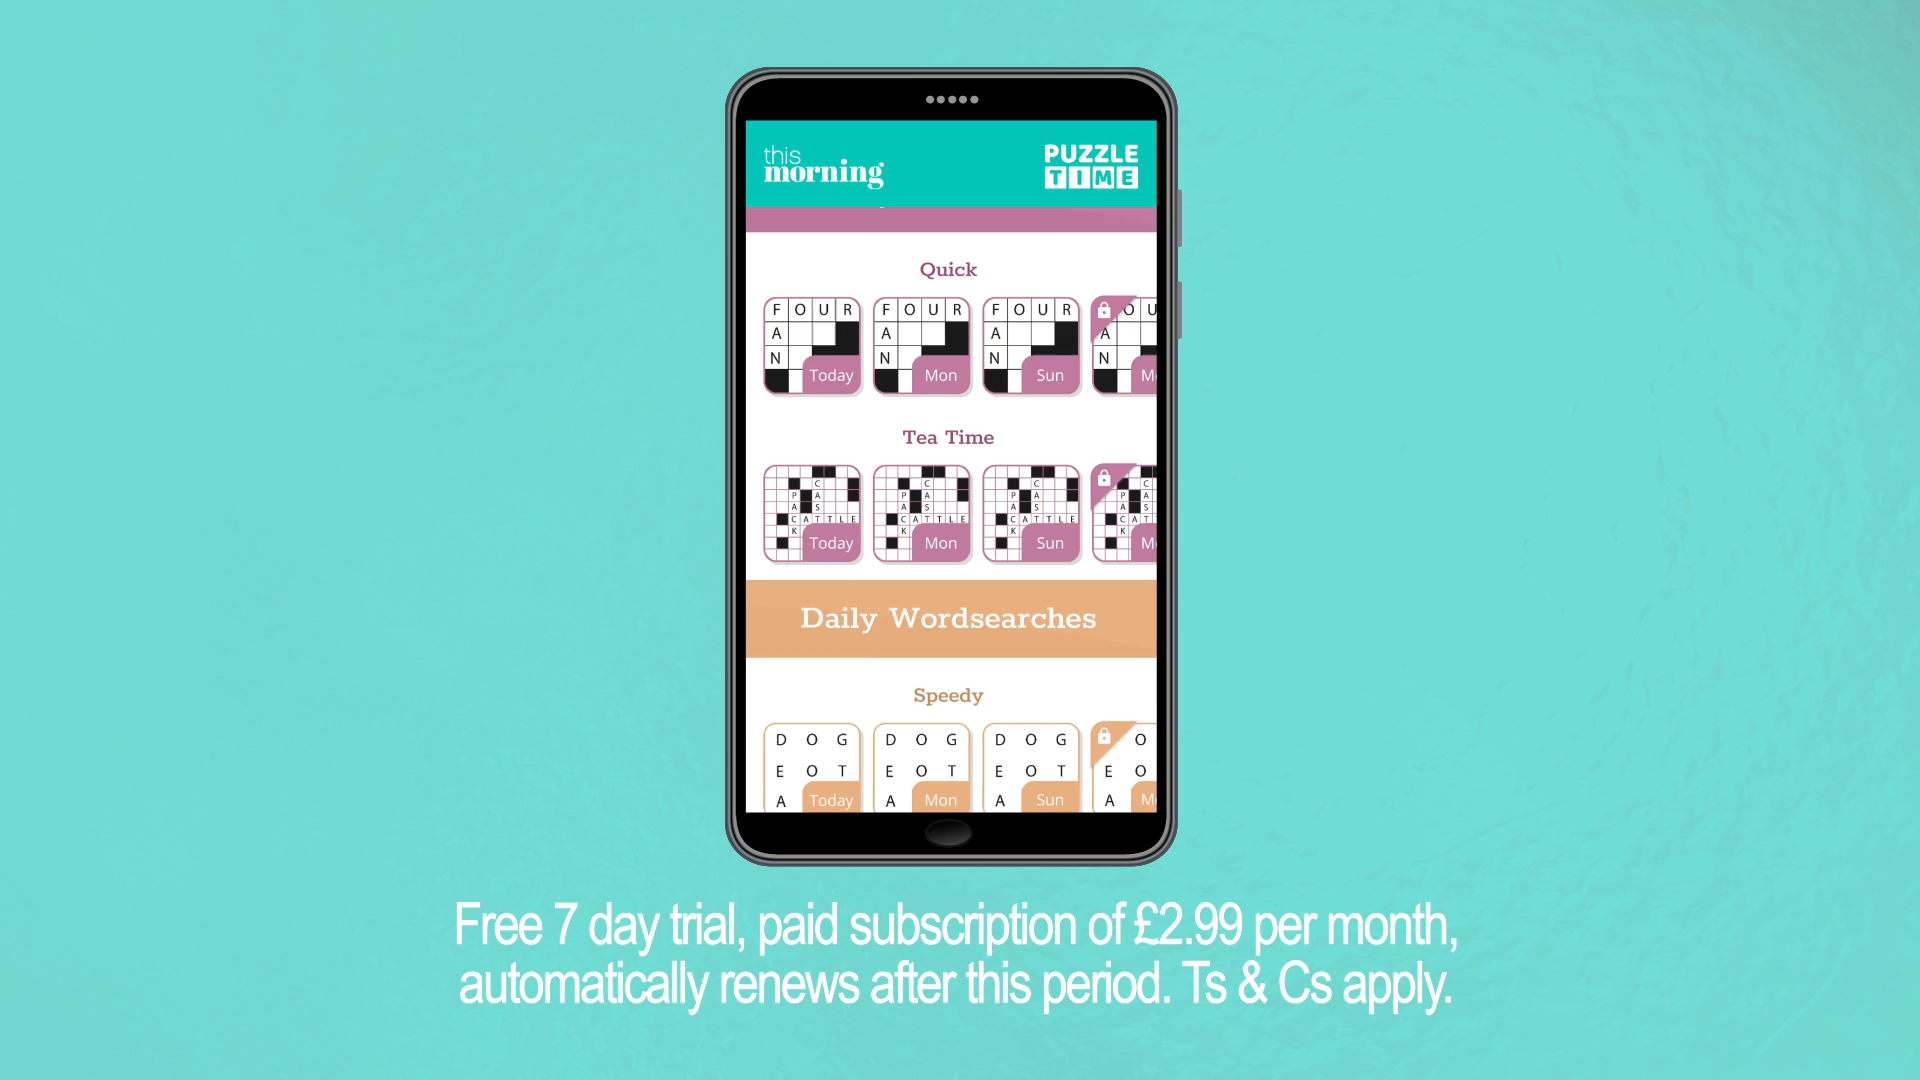 this
morning
PUZZLE
TIME
Quick
F O U R F O U R F O U R O U
A A A A
N N N N
Today Mon Sun M
Tea Time
C C C C
P A P A P A P A
A S A S A S A S
C A T T L E C A T T L E C A T T L E C A T
K K K K
Today Mon Sun M
Daily Wordsearches
Speedy
D O G D O G D O G O
E O T E O T E O T E O
A A A A
Today Mon Sun M
Free 7 day trial, paid subscription of £2.99 per month,
automatically renews after this period. Ts & Cs apply.